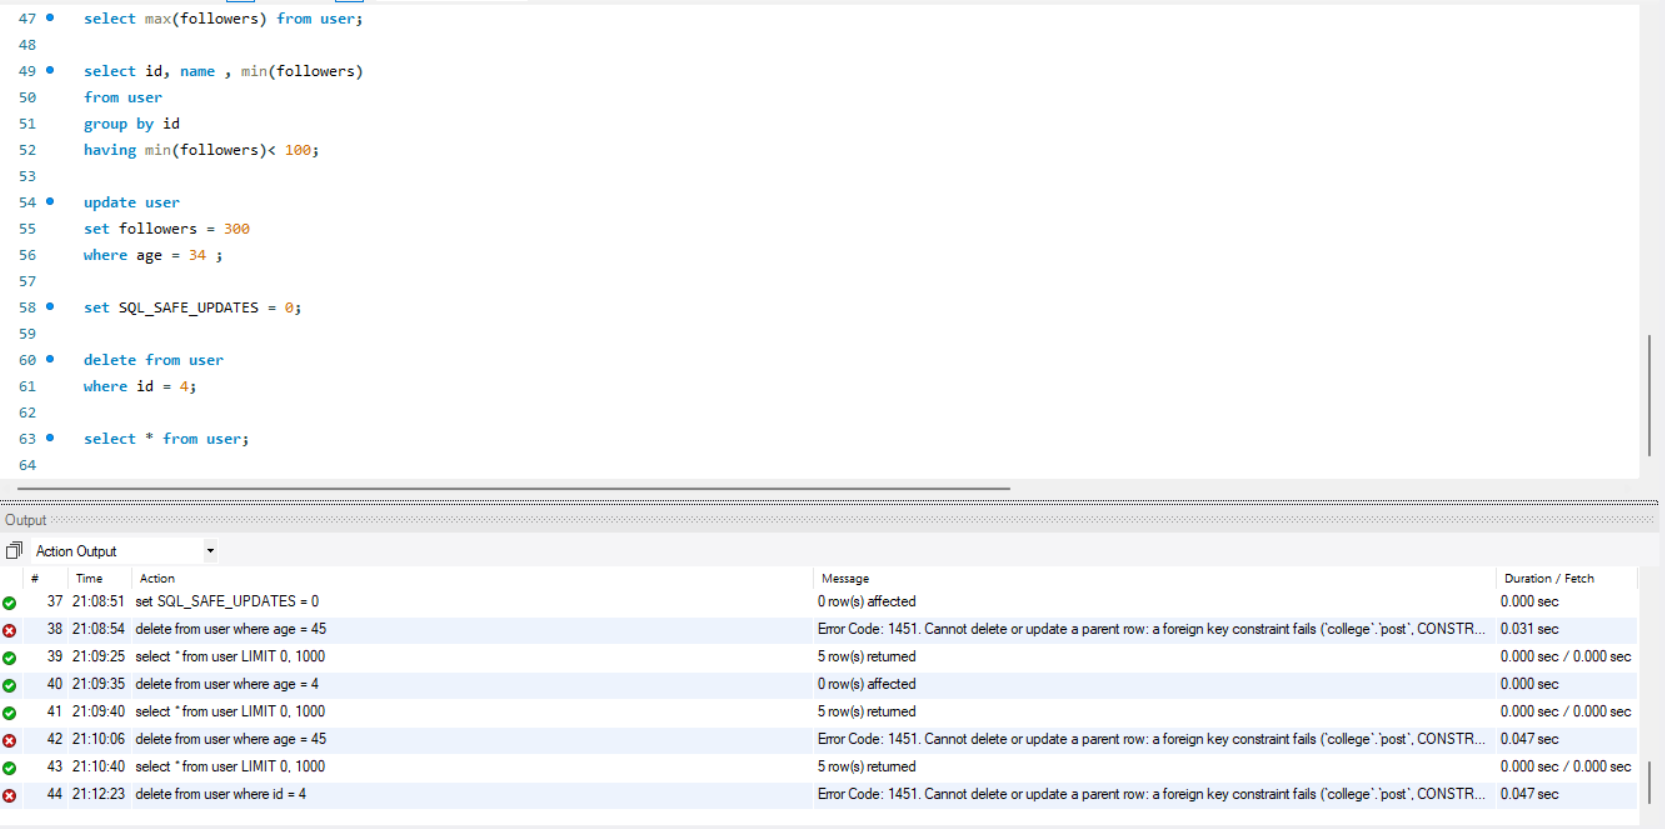 47 select max(followers) from user;
48
49 select id, name , min(followers)
50 from user
51 group by id
52 having min(followers)< 100;
53
54 update user
55 set followers = 300
56 where age = 34 ;
57
58 set SQL_SAFE_UPDATES = 0;
59
60 delete from user
61 where id = 4;
62
63 select * from user;
64
Output
Action Output
# Time Action Message Duration / Fetch
37 21:08:51 set SQL_SAFE_UPDATES = 0 0 row(s) affected 0.000 sec
38 21:08:54 delete from user where age = 45 Error Code: 1451. Cannot delete or update a parent row: a foreign key constraint fails (`college`.`post`, CONSTR... 0.031 sec
39 21:09:25 select * from user LIMIT 0, 1000 5 row(s) returned 0.000 sec / 0.000 sec
40 21:09:35 delete from user where age = 4 0 row(s) affected 0.000 sec
41 21:09:40 select * from user LIMIT 0, 1000 5 row(s) returned 0.000 sec / 0.000 sec
42 21:10:06 delete from user where age = 45 Error Code: 1451. Cannot delete or update a parent row: a foreign key constraint fails (`college`.`post`, CONSTR... 0.047 sec
43 21:10:40 select * from user LIMIT 0, 1000 5 row(s) returned 0.000 sec / 0.000 sec
44 21:12:23 delete from user where id = 4 Error Code: 1451. Cannot delete or update a parent row: a foreign key constraint fails (`college`.`post`, CONSTR... 0.047 sec